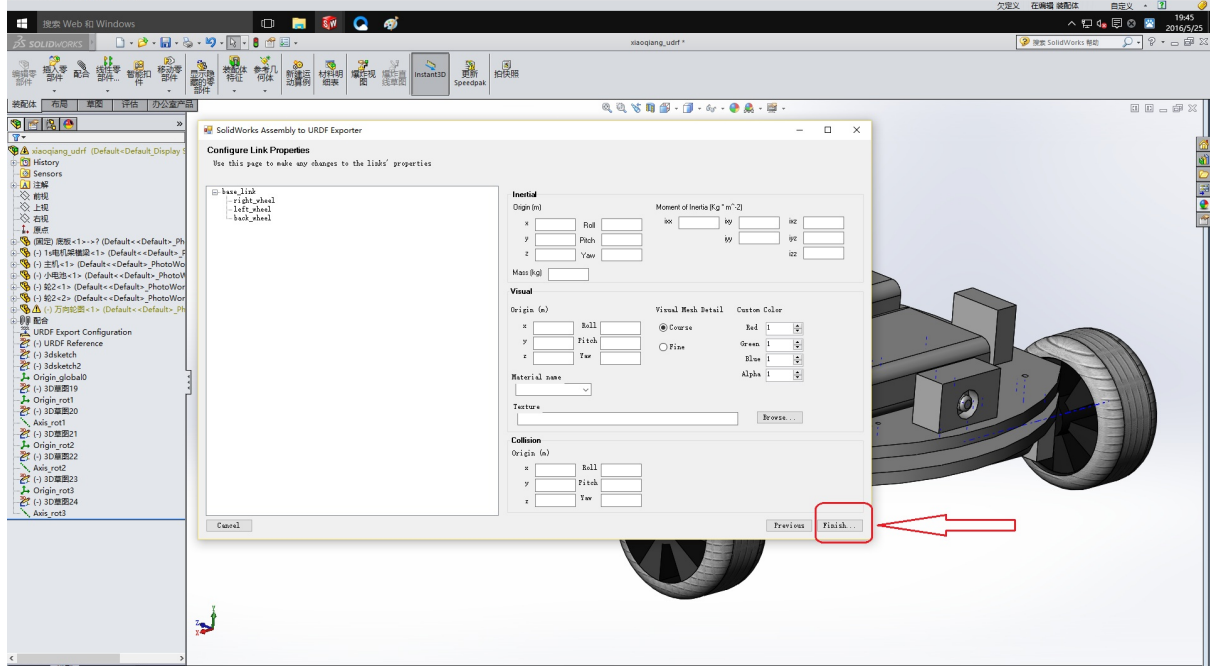 欠定义 在编辑 装配体 自定义
搜索 Web 和 Windows
19:45
2016/5/25
SOLIDWORKS
xiaoqiang_udrf *
搜索 SolidWorks 帮助
编辑零部件
插入零部件
配合
线性零部件...
智能扣件
移动零部件
显示隐藏的零部件
装配体特征
参考几何体
新建运动算例
材料明细表
爆炸视图
爆炸直线草图
Instant3D
更新 Speedpak
拍快照
装配体 布局 草图 评估 办公室产品
xiaoqiang_udrf (Default<Default_Display S
History
Sensors
注解
前视
上视
右视
原点
(固定) 底板<1>->? (Default<<Default>_Ph
(-) 1s电机架横梁<1> (Default<<Default>_F
(-) 主机<1> (Default<<Default>_PhotoWo
(-) 小电池<1> (Default<<Default>_PhotoW
(-) 轮2<1> (Default<<Default>_PhotoWor
(-) 轮2<2> (Default<<Default>_PhotoWor
(-) 万向轮图<1> (Default<<Default>_Ph
配合
URDF Export Configuration
(-) URDF Reference
(-) 3dsketch
(-) 3dsketch2
Origin_global0
(-) 3D草图19
Origin_rot1
(-) 3D草图20
Axis_rot1
(-) 3D草图21
Origin_rot2
(-) 3D草图22
Axis_rot2
(-) 3D草图23
Origin_rot3
(-) 3D草图24
Axis_rot3
SolidWorks Assembly to URDF Exporter
Configure Link Properties
Use this page to make any changes to the links' properties
base_link
right_wheel
left_wheel
back_wheel
Inertial
Origin (m) Moment of Inertia (Kg * m^-2)
x Roll ixx ixy ixz
y Pitch iyy iyz
z Yaw izz
Mass (kg)
Visual
Origin (m) Visual Mesh Detail Custom Color
x Roll Course Red 1
y Pitch Fine Green 1
z Yaw Blue 1
Material name Alpha 1
Texture
Browse...
Collision
Origin (m)
x Roll
y Pitch
z Yaw
Cancel Previous Finish...
Y
Z
X